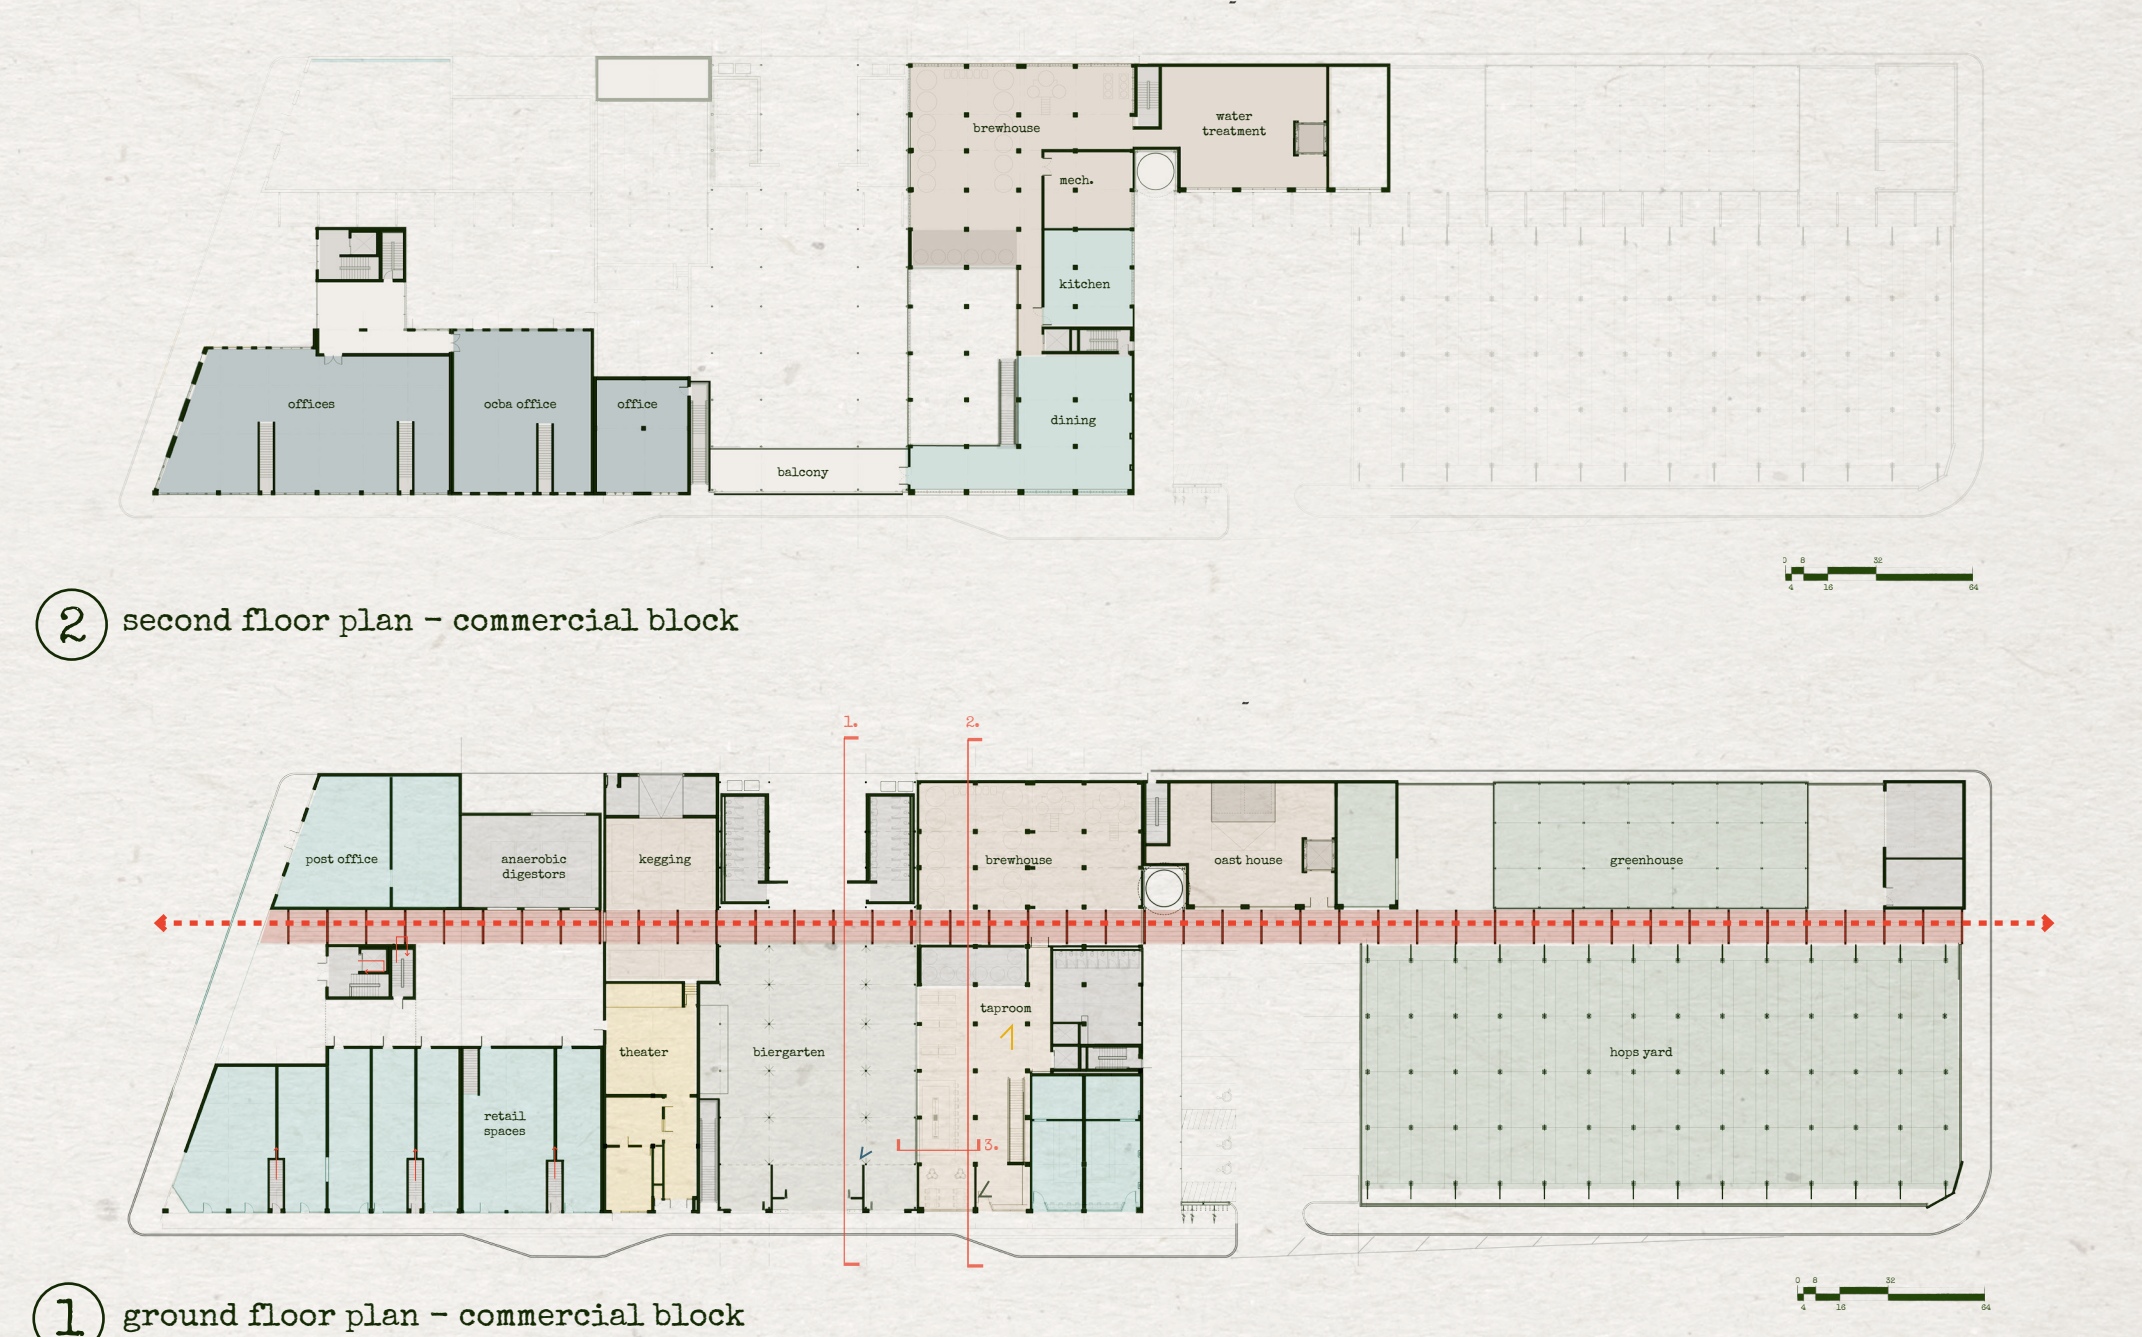 brewhouse
water
treatment
mech.
kitchen
offices
ocba office
office
dining
balcony
0 8 32
4 16 64
2 second floor plan - commercial block
1. 2.
post office
anaerobic
digestors
kegging
brewhouse
oast house
greenhouse
taproom
theater
biergarten
hops yard
retail
spaces
3.
0 8 32
4 16 64
1 ground floor plan - commercial block